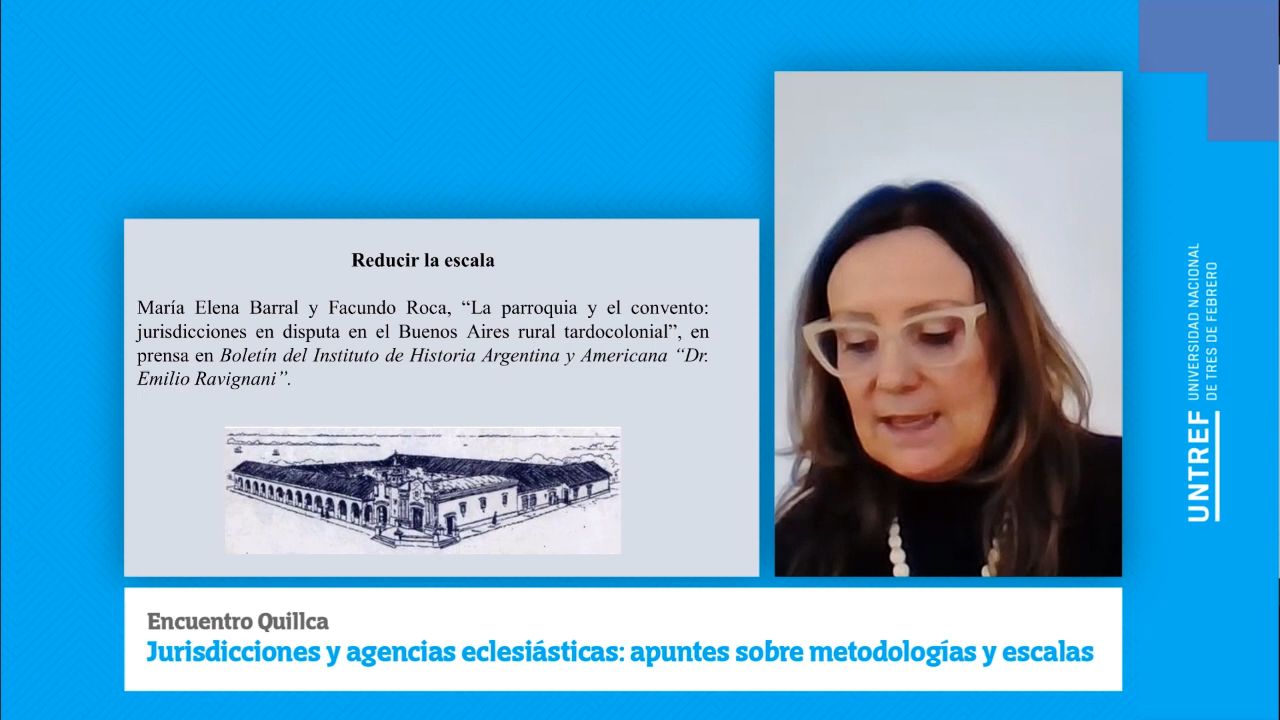 Reducir la escala
María Elena Barral y Facundo Roca, “La parroquia y el convento:
jurisdicciones en disputa en el Buenos Aires rural tardocolonial”, en
prensa en Boletín del Instituto de Historia Argentina y Americana “Dr.
Emilio Ravignani”.
Encuentro Quillca
Jurisdicciones y agencias eclesiásticas: apuntes sobre metodologías y escalas
UNTREF
UNIVERSIDAD NACIONAL
DE TRES DE FEBRERO